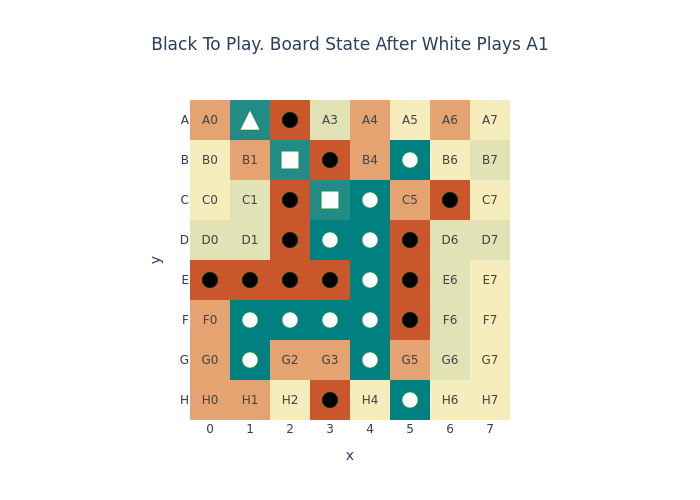 Black To Play. Board State After White Plays A1
A A0 A3 A4 A5 A6 A7
B B0 B1 B4 B6 B7
C C0 C1 C5 C7
D D0 D1 D6 D7
y
E E6 E7
F F0 F6 F7
G G0 G2 G3 G5 G6 G7
H H0 H1 H2 H4 H6 H7
0 1 2 3 4 5 6 7
x